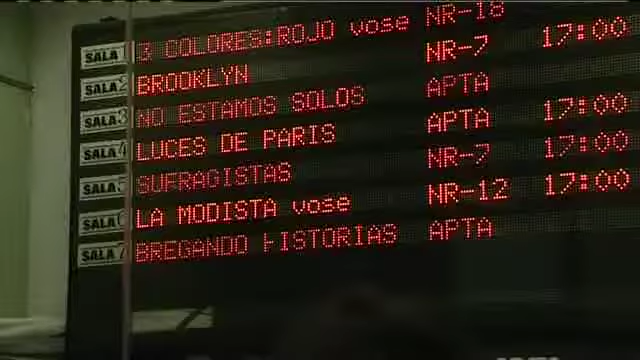 SALA 1 3 COLORES:ROJO vose NR-18
SALA 2 BROOKLYN NR-7 17:00
SALA 3 NO ESTAMOS SOLOS APTA
SALA 4 LUCES DE PARIS APTA 17:00
SALA 5 SUFRAGISTAS NR-7 17:00
SALA 6 LA MODISTA vose NR-12 17:00
SALA 7 BREGANDO HISTORIAS APTA